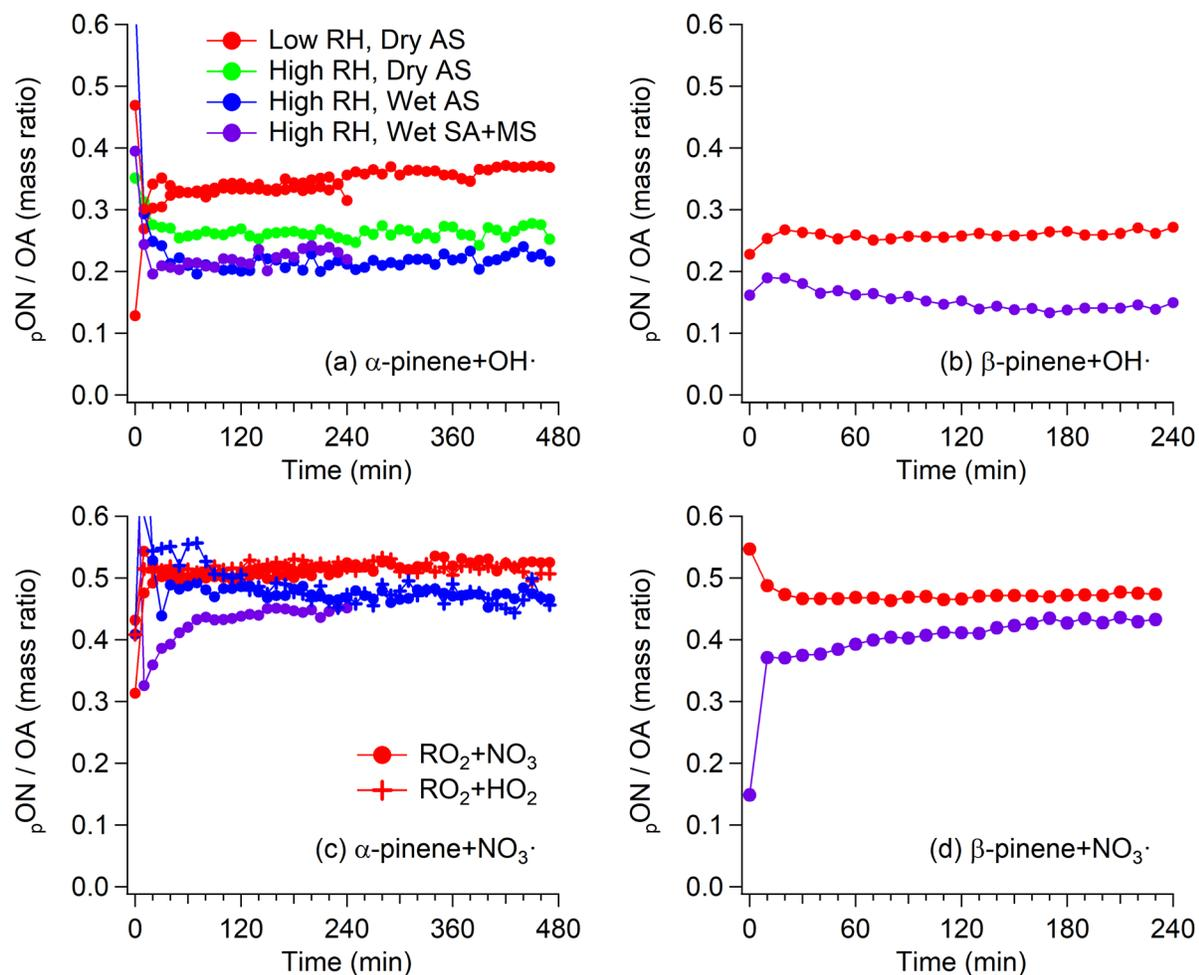 0.6
0.5
0.4
0.3
0.2
0.1
0.0
pON / OA (mass ratio)
Low RH, Dry AS
High RH, Dry AS
High RH, Wet AS
High RH, Wet SA+MS
(a) α-pinene+OH·
0 120 240 360 480
Time (min)
0.6
0.5
0.4
0.3
0.2
0.1
0.0
pON / OA (mass ratio)
(b) β-pinene+OH·
0 60 120 180 240
Time (min)
0.6
0.5
0.4
0.3
0.2
0.1
0.0
pON / OA (mass ratio)
RO₂+NO₃
RO₂+HO₂
(c) α-pinene+NO₃·
0 120 240 360 480
Time (min)
0.6
0.5
0.4
0.3
0.2
0.1
0.0
pON / OA (mass ratio)
(d) β-pinene+NO₃·
0 60 120 180 240
Time (min)